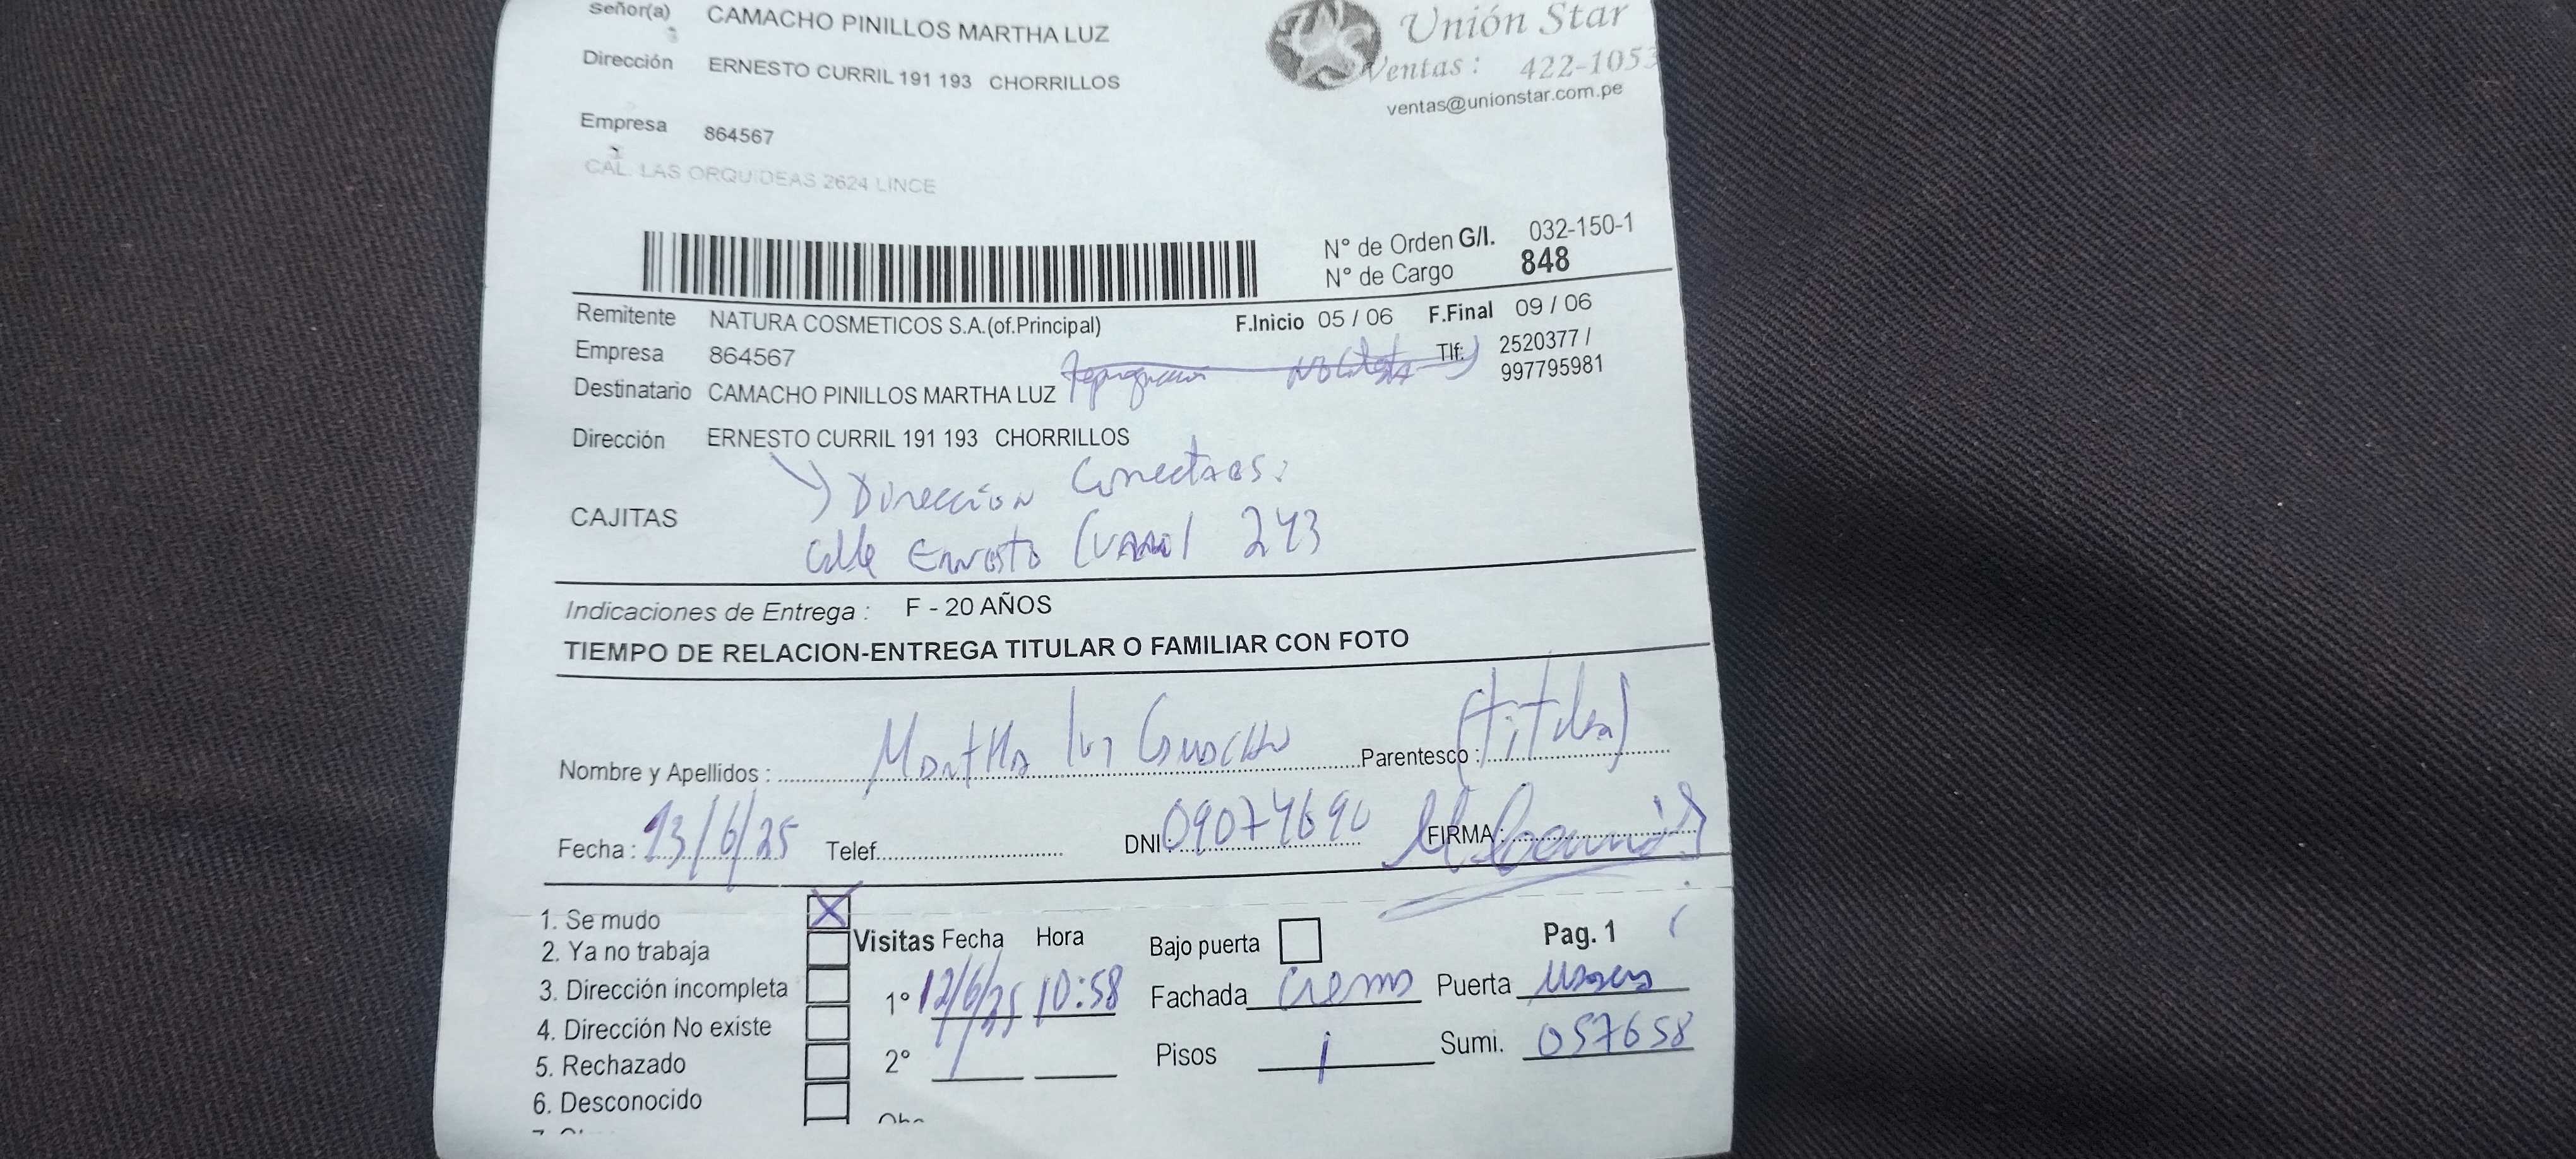 Señor(a) CAMACHO PINILLOS MARTHA LUZ
Unión Star
Dirección ERNESTO CURRIL 191 193 CHORRILLOS
Ventas: 422-1053
ventas@unionstar.com.pe
Empresa 864567
CAL. LAS ORQUIDEAS 2624 LINCE
N° de Orden G/I. 032-150-1
N° de Cargo 848
Remitente NATURA COSMETICOS S.A.(of.Principal) F.Inicio 05 / 06 F.Final 09 / 06
Empresa 864567 Tlf: 2520377 /
997795981
Destinatario CAMACHO PINILLOS MARTHA LUZ
Dirección ERNESTO CURRIL 191 193 CHORRILLOS
Dirección
CAJITAS
Calle Ernesto 243
Indicaciones de Entrega : F - 20 AÑOS
TIEMPO DE RELACION-ENTREGA TITULAR O FAMILIAR CON FOTO
Nombre y Apellidos : Martha Luz Camacho Parentesco : (titular)
Fecha : 13/6/25 Telef. DNI 09074690 FIRMA:
1. Se mudo X
2. Ya no trabaja
3. Dirección incompleta
4. Dirección No existe
5. Rechazado
6. Desconocido
Visitas Fecha Hora Bajo puerta Pag. 1
1° 12/6/25 10:58 Fachada crema Puerta
2° Pisos 1 Sumi. 057658